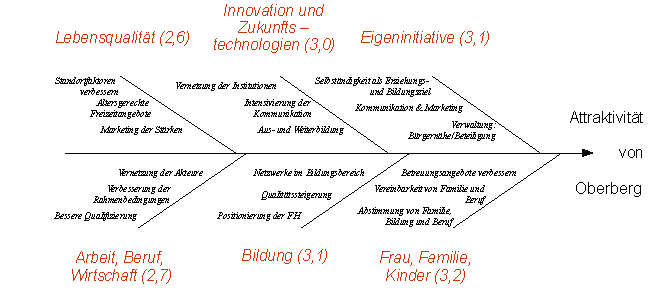 Lebensqualität (2,6)
Innovation und
Zukunfts –
technologien (3,0)
Eigeninitiative (3,1)
Standortfaktoren
verbessern
Altersgerechte
Freizeitangebote
Marketing der Stärken
Vernetzung der Institutionen
Intensivierung der
Kommunikation
Aus- und Weiterbildung
Selbständigkeit als Erziehungs-
und Bildungsziel
Kommunikation & Marketing
Verwaltung:
Bürgernähe/Beteiligung
Attraktivität
von
Oberberg
Vernetzung der Akteure
Verbesserung der
Rahmenbedingungen
Bessere Qualifizierung
Netzwerke im Bildungsbereich
Qualitätssteigerung
Positionierung der FH
Betreuungsangebote verbessern
Vereinbarkeit von Familie und
Beruf
Abstimmung von Familie,
Bildung und Beruf
Arbeit, Beruf,
Wirtschaft (2,7)
Bildung (3,1)
Frau, Familie,
Kinder (3,2)